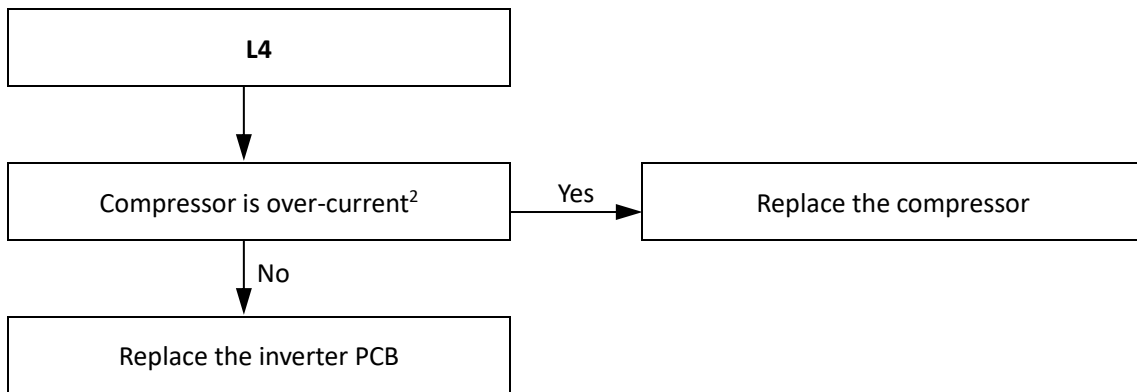 L4
Compressor is over-current²
Yes
Replace the compressor
No
Replace the inverter PCB